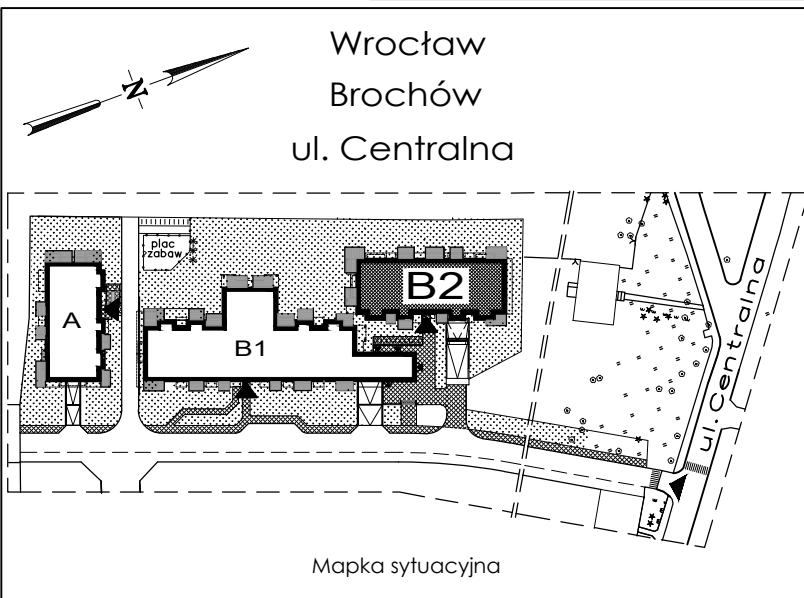 Wrocław
Brochów
ul. Centralna
N
plac
zabaw
B2
A
B1
ul. Centralna
Mapka sytuacyjna